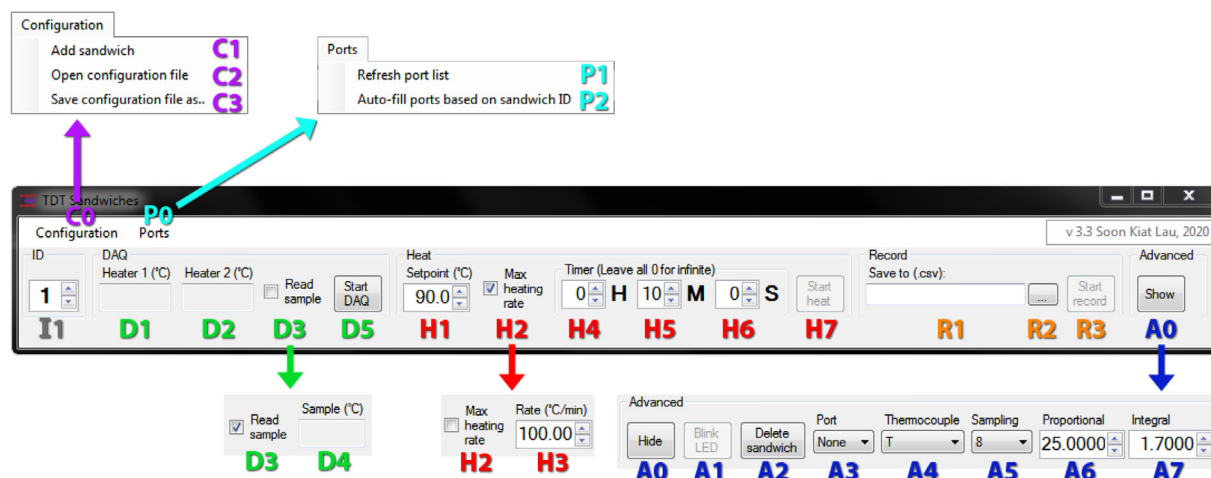 Configuration
Add sandwich C1
Open configuration file C2
Save configuration file as.. C3
Ports
Refresh port list P1
Auto-fill ports based on sandwich ID P2
TDT Sandwiches
C0 P0
Configuration Ports v 3.3 Soon Kiat Lau, 2020
ID DAQ Heat Record Advanced
Heater 1 (°C) Heater 2 (°C) Read sample Start DAQ Setpoint (°C) Max heating rate Timer (Leave all 0 for infinite) Start heat Save to (.csv): Start record
1 90.0 0 H 10 M 0 S ... Show
I1 D1 D2 D3 D5 H1 H2 H4 H5 H6 H7 R1 R2 R3 A0
Read sample Sample (°C)
D3 D4
Max heating rate Rate (°C/min)
100.00
H2 H3
Advanced
Port Thermocouple Sampling Proportional Integral
Hide Blink LED Delete sandwich None T 8 25.0000 1.7000
A0 A1 A2 A3 A4 A5 A6 A7